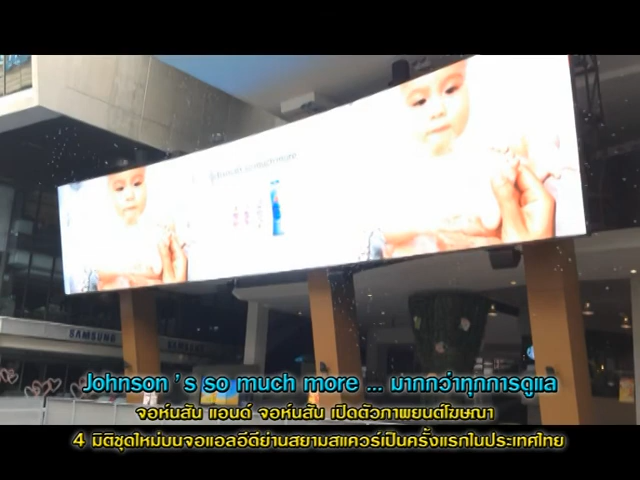 so much more
SAMSUNG
SAMSUNG
Johnson ’ s so much more ... มากกว่าทุกการดูแล
จอห์นสัน แอนด์ จอห์นสัน เปิดตัวภาพยนต์โฆษณา
4 มิติชุดใหม่บนจอแอลอีดีย่านสยามสแควร์เป็นครั้งแรกในประเทศไทย